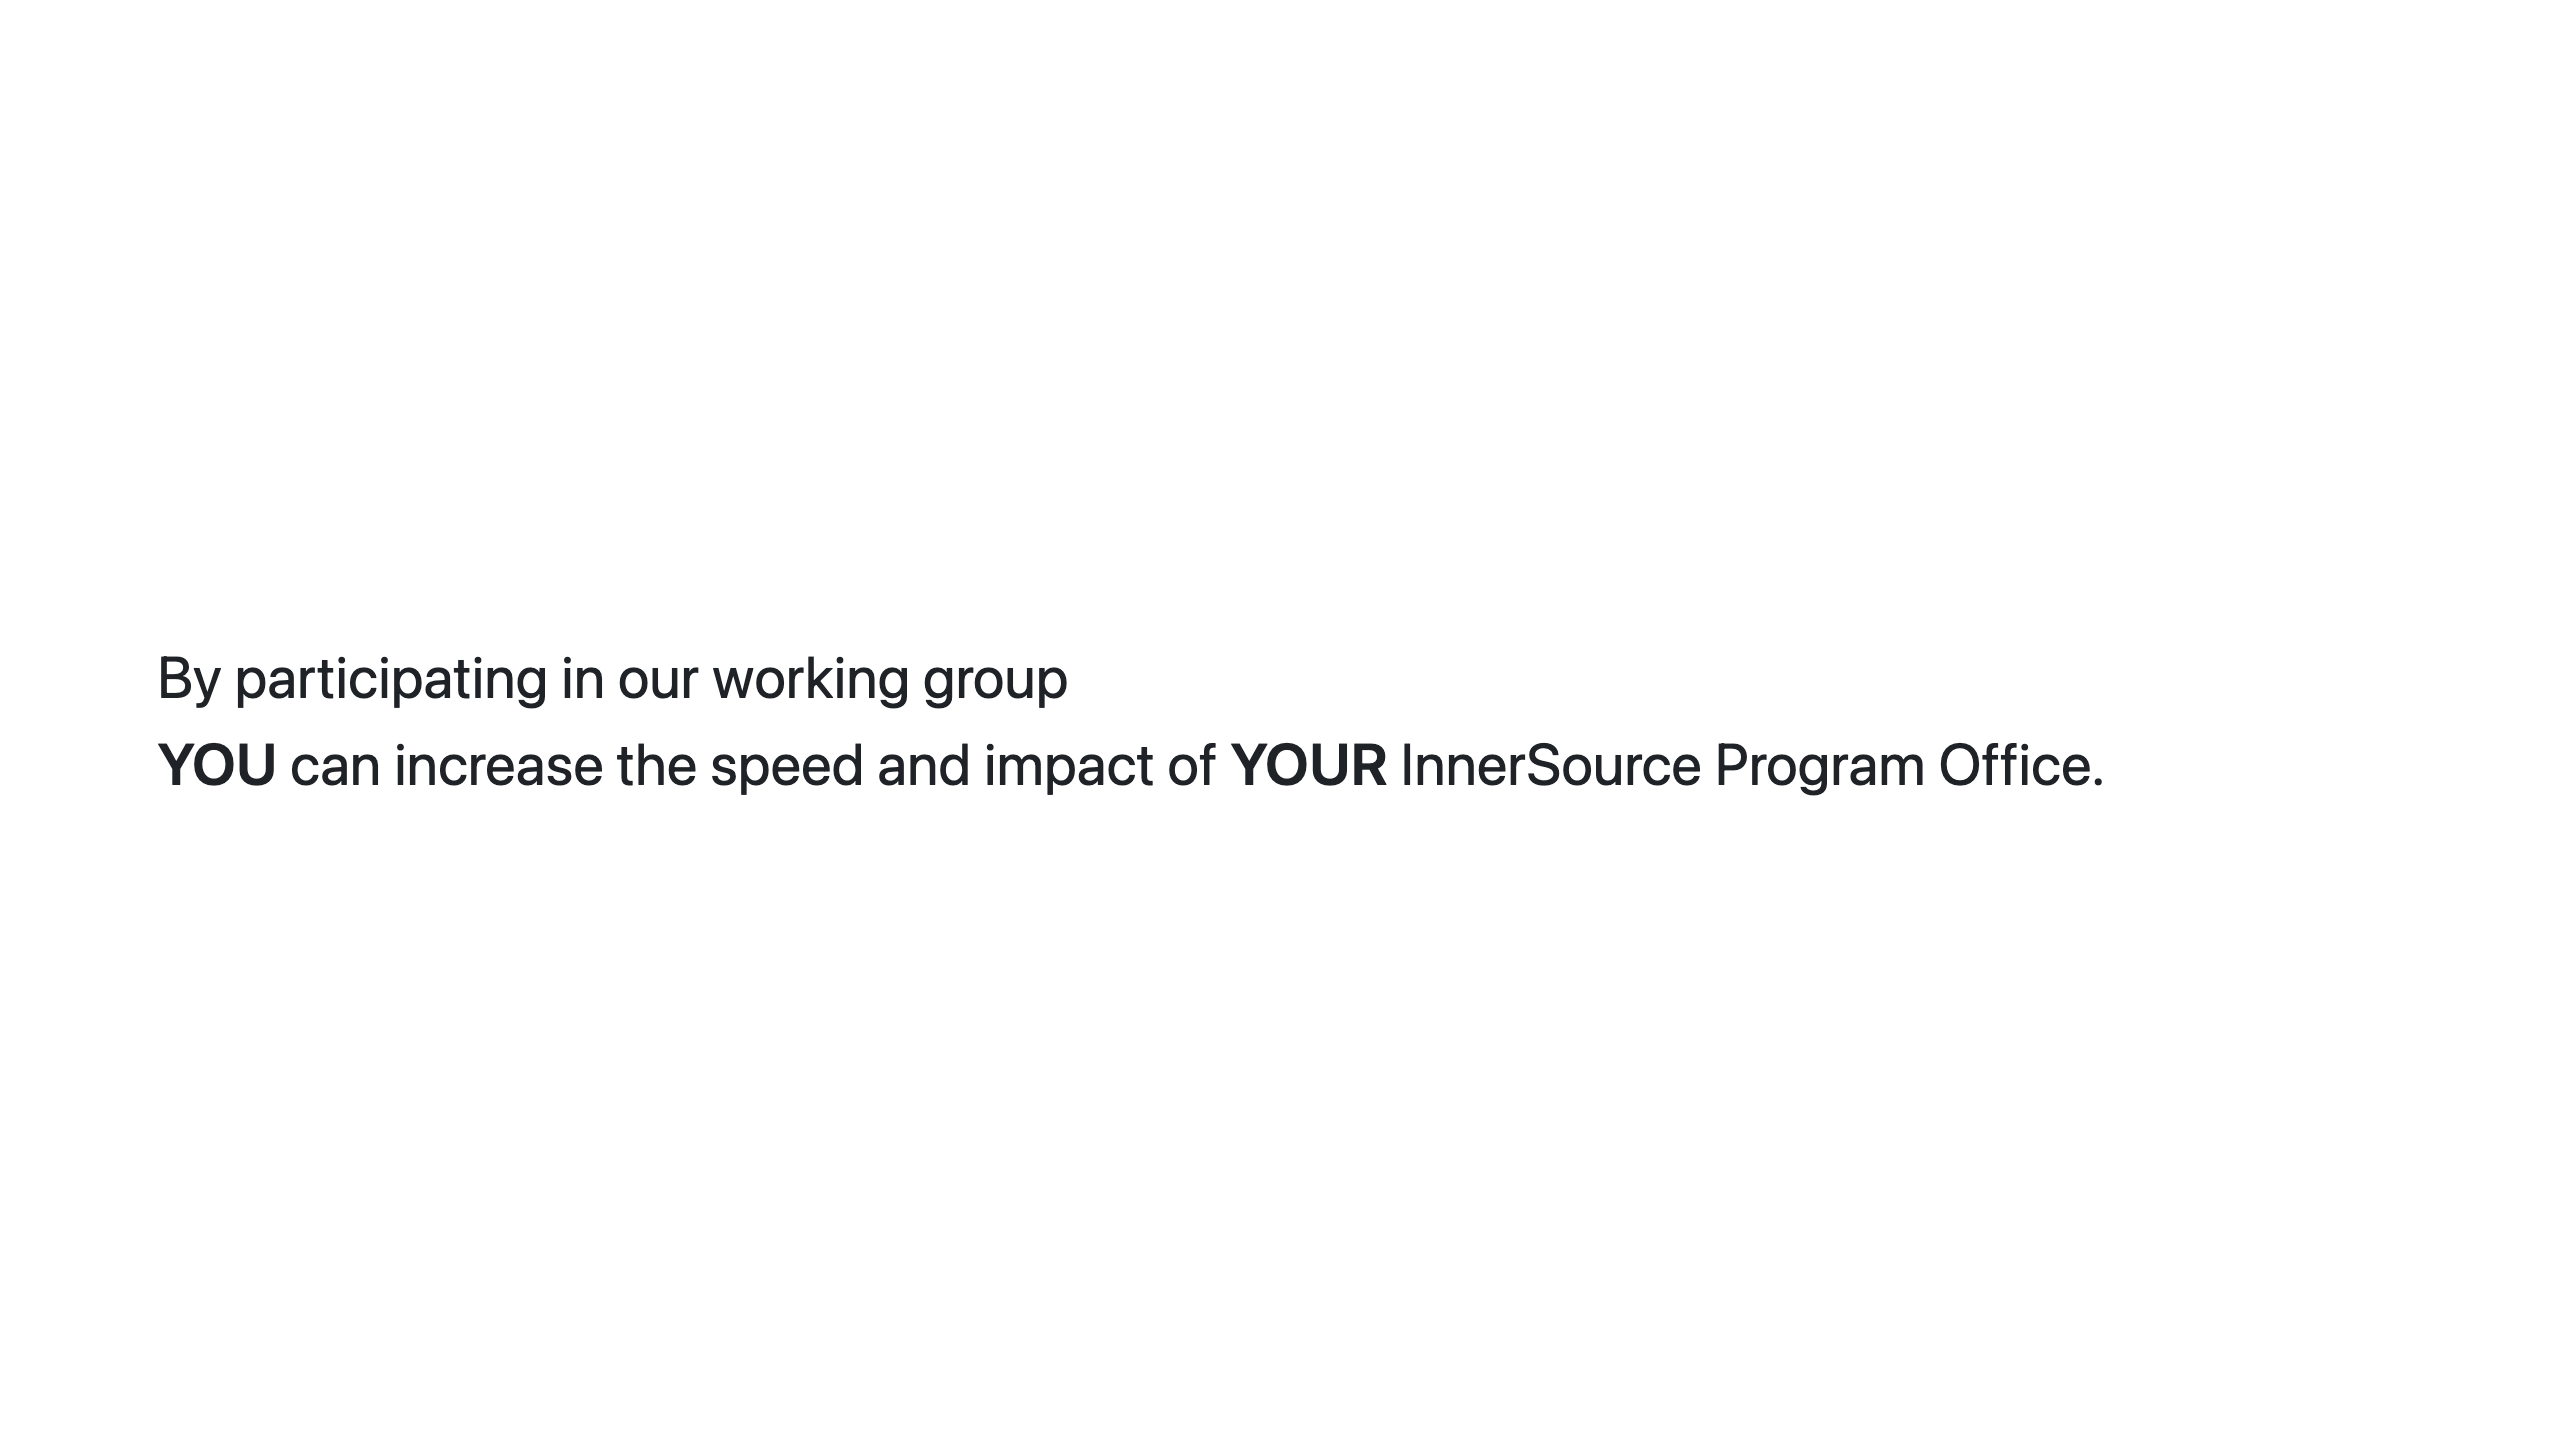 By participating in our working group
YOU can increase the speed and impact of YOUR InnerSource Program Office.